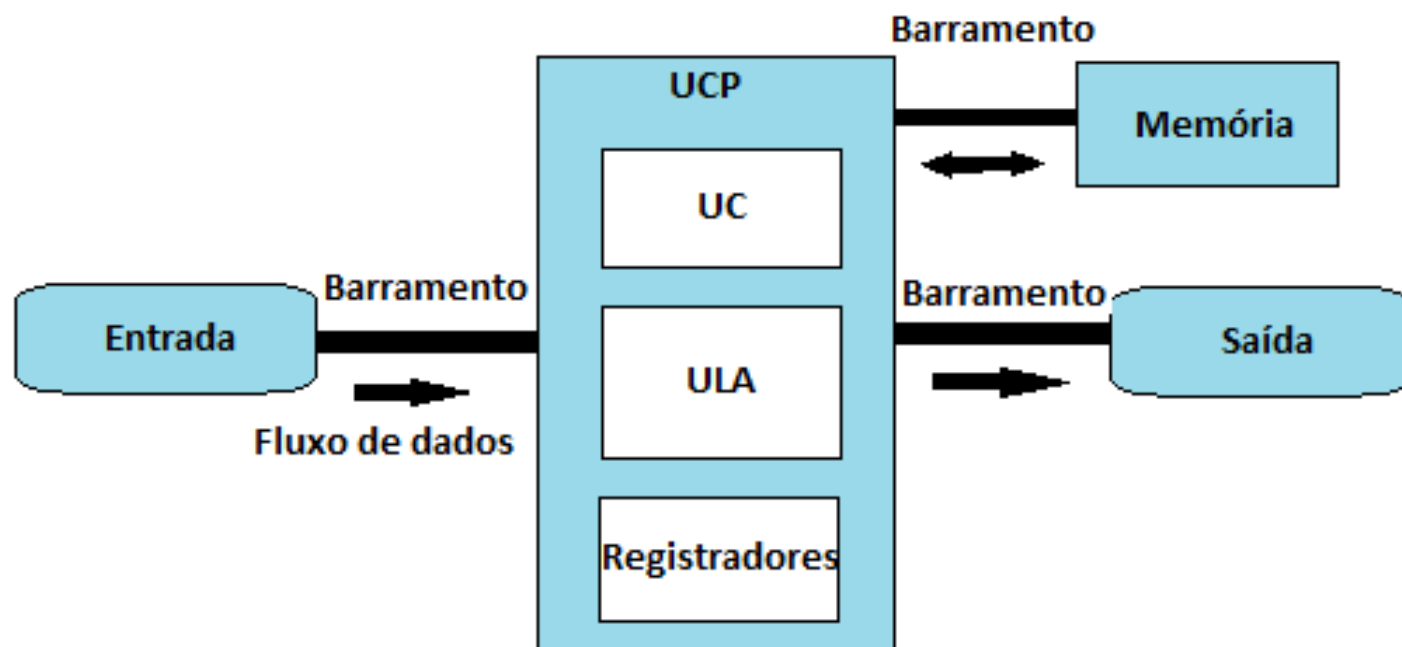 Barramento
UCP
Memória
UC
Barramento
Barramento
Entrada
Saída
ULA
Fluxo de dados
Registradores